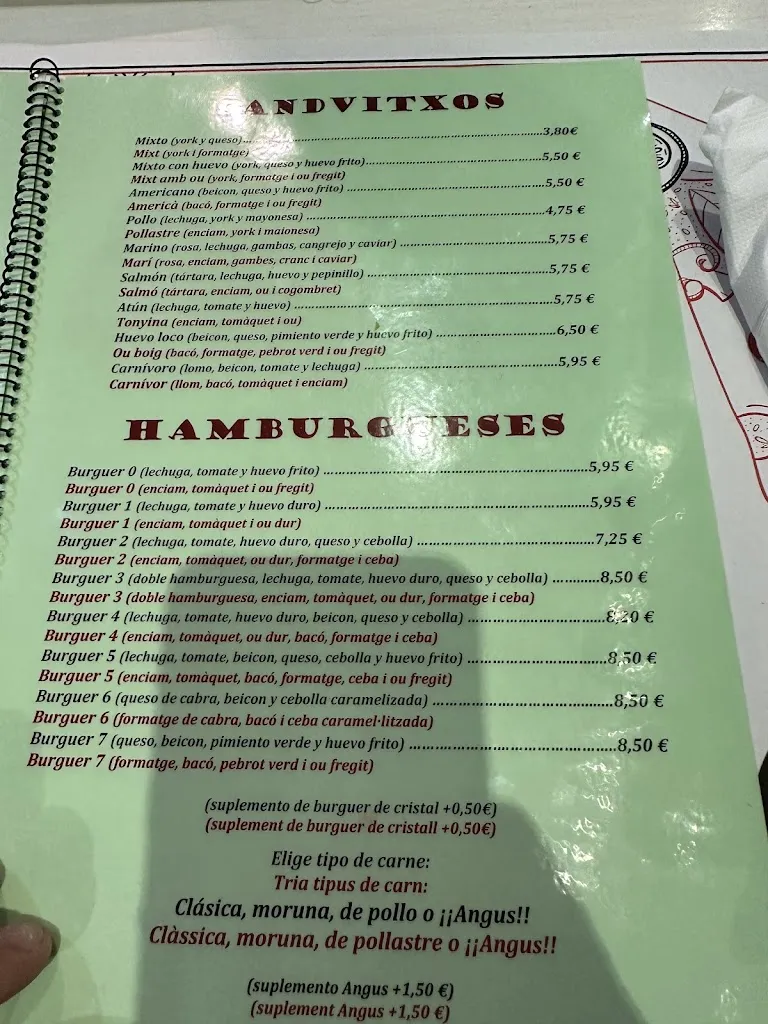 ANDVITXOS
Mixto (york y queso)..........3,80€
Mixt (york i formatge)
Mixto con huevo (york, queso y huevo frito)..........5,50 €
Mixt amb ou (york, formatge i ou fregit)
Americano (beicon, queso y huevo frito) ..........5,50 €
Americà (bacó, formatge i ou fregit)
Pollo (lechuga, york y mayonesa) ..........4,75 €
Pollastre (enciam, york i maionesa)
Marino (rosa, lechuga, gambas, cangrejo y caviar) ..........5,75 €
Marí (rosa, enciam, gambes, cranc i caviar)
Salmón (tártara, lechuga, huevo y pepinillo) ..........5,75 €
Salmó (tártara, enciam, ou i cogombret)
Atún (lechuga, tomate y huevo) ..........5,75 €
Tonyina (enciam, tomàquet i ou)
Huevo loco (beicon, queso, pimiento verde y huevo frito) ..........6,50 €
Ou boig (bacó, formatge, pebrot verd i ou fregit)
Carnívoro (lomo, beicon, tomate y lechuga) ..........5,95 €
Carnívor (llom, bacó, tomàquet i enciam)
HAMBURGUESES
Burguer 0 (lechuga, tomate y huevo frito) ..........5,95 €
Burguer 0 (enciam, tomàquet i ou fregit)
Burguer 1 (lechuga, tomate y huevo duro) ..........5,95 €
Burguer 1 (enciam, tomàquet i ou dur)
Burguer 2 (lechuga, tomate, huevo duro, queso y cebolla) ..........7,25 €
Burguer 2 (enciam, tomàquet, ou dur, formatge i ceba)
Burguer 3 (doble hamburguesa, lechuga, tomate, huevo duro, queso y cebolla) ..........8,50 €
Burguer 3 (doble hamburguesa, enciam, tomàquet, ou dur, formatge i ceba)
Burguer 4 (lechuga, tomate, huevo duro, beicon, queso y cebolla) ..........8,20 €
Burguer 4 (enciam, tomàquet, ou dur, bacó, formatge i ceba)
Burguer 5 (lechuga, tomate, beicon, queso, cebolla y huevo frito) ..........8,50 €
Burguer 5 (enciam, tomàquet, bacó, formatge, ceba i ou fregit)
Burguer 6 (queso de cabra, beicon y cebolla caramelizada) ..........8,50 €
Burguer 6 (formatge de cabra, bacó i ceba caramel·litzada)
Burguer 7 (queso, beicon, pimiento verde y huevo frito) ..........8,50 €
Burguer 7 (formatge, bacó, pebrot verd i ou fregit)
(suplemento de burguer de cristal +0,50€)
(suplement de burguer de cristall +0,50€)
Elige tipo de carne:
Tria tipus de carn:
Clásica, moruna, de pollo o ¡¡Angus!!
Clàssica, moruna, de pollastre o ¡¡Angus!!
(suplemento Angus +1,50 €)
(suplement Angus +1,50 €)